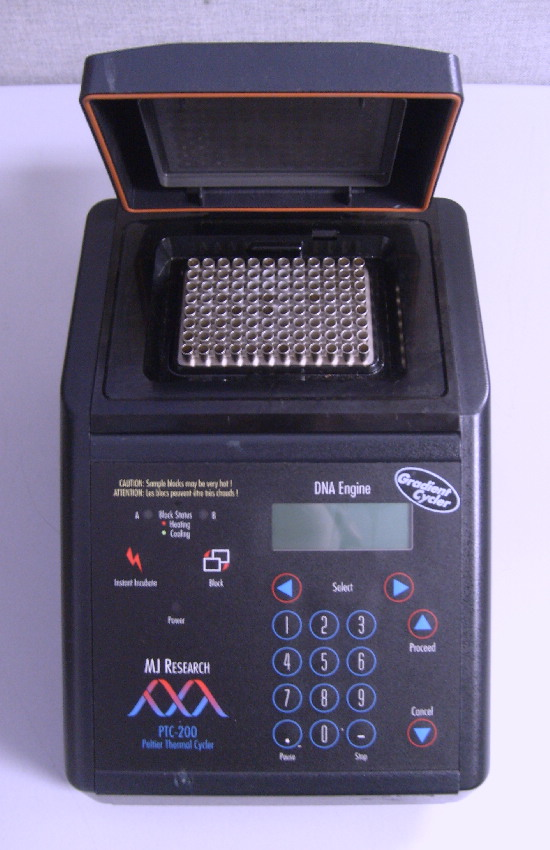 CAUTION: Sample blocks may be very hot !
ATTENTION: Les blocs peuvent-être trés chauds !
DNA Engine
Gradient
Cycler
A Block Status B
Heating
Cooling
Instant Incubate
Block
Select
Power
1 2 3
Proceed
4 5 6
7 8 9
MJ RESEARCH
Cancel
PTC-200
Peltier Thermal Cycler
. 0 -
Pause
Stop